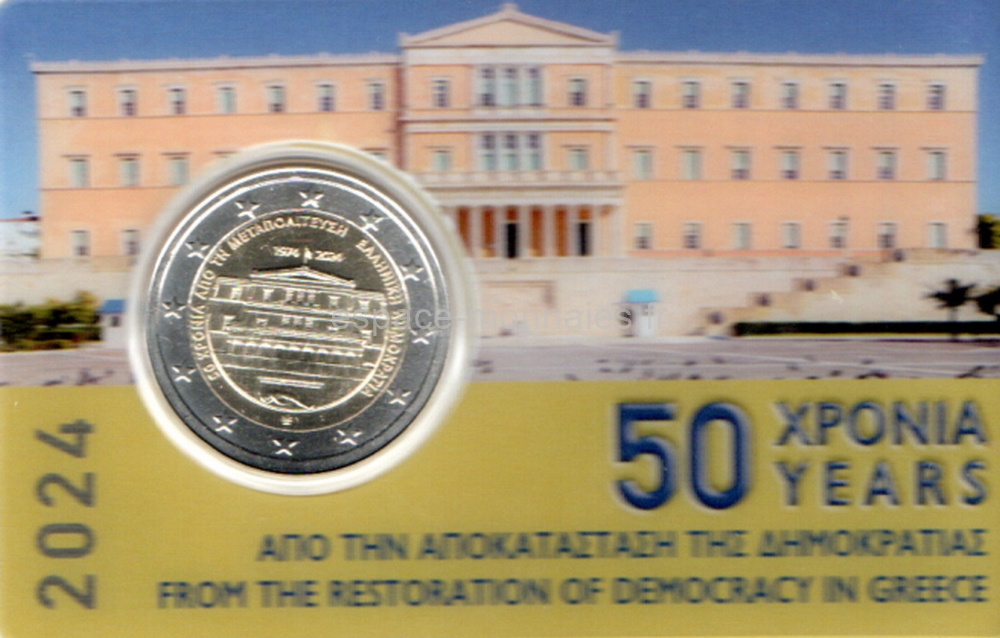 50 ΧΡΟΝΙΑ ΑΠΟ ΤΗ ΜΕΤΑΠΟΛΙΤΕΥΣΗ ΕΛΛΗΝΙΚΗ ΔΗΜΟΚΡΑΤΙΑ
1974 2024
2024
50 ΧΡΟΝΙΑ
YEARS
ΑΠΟ ΤΗΝ ΑΠΟΚΑΤΑΣΤΑΣΗ ΤΗΣ ΔΗΜΟΚΡΑΤΙΑΣ
FROM THE RESTORATION OF DEMOCRACY IN GREECE